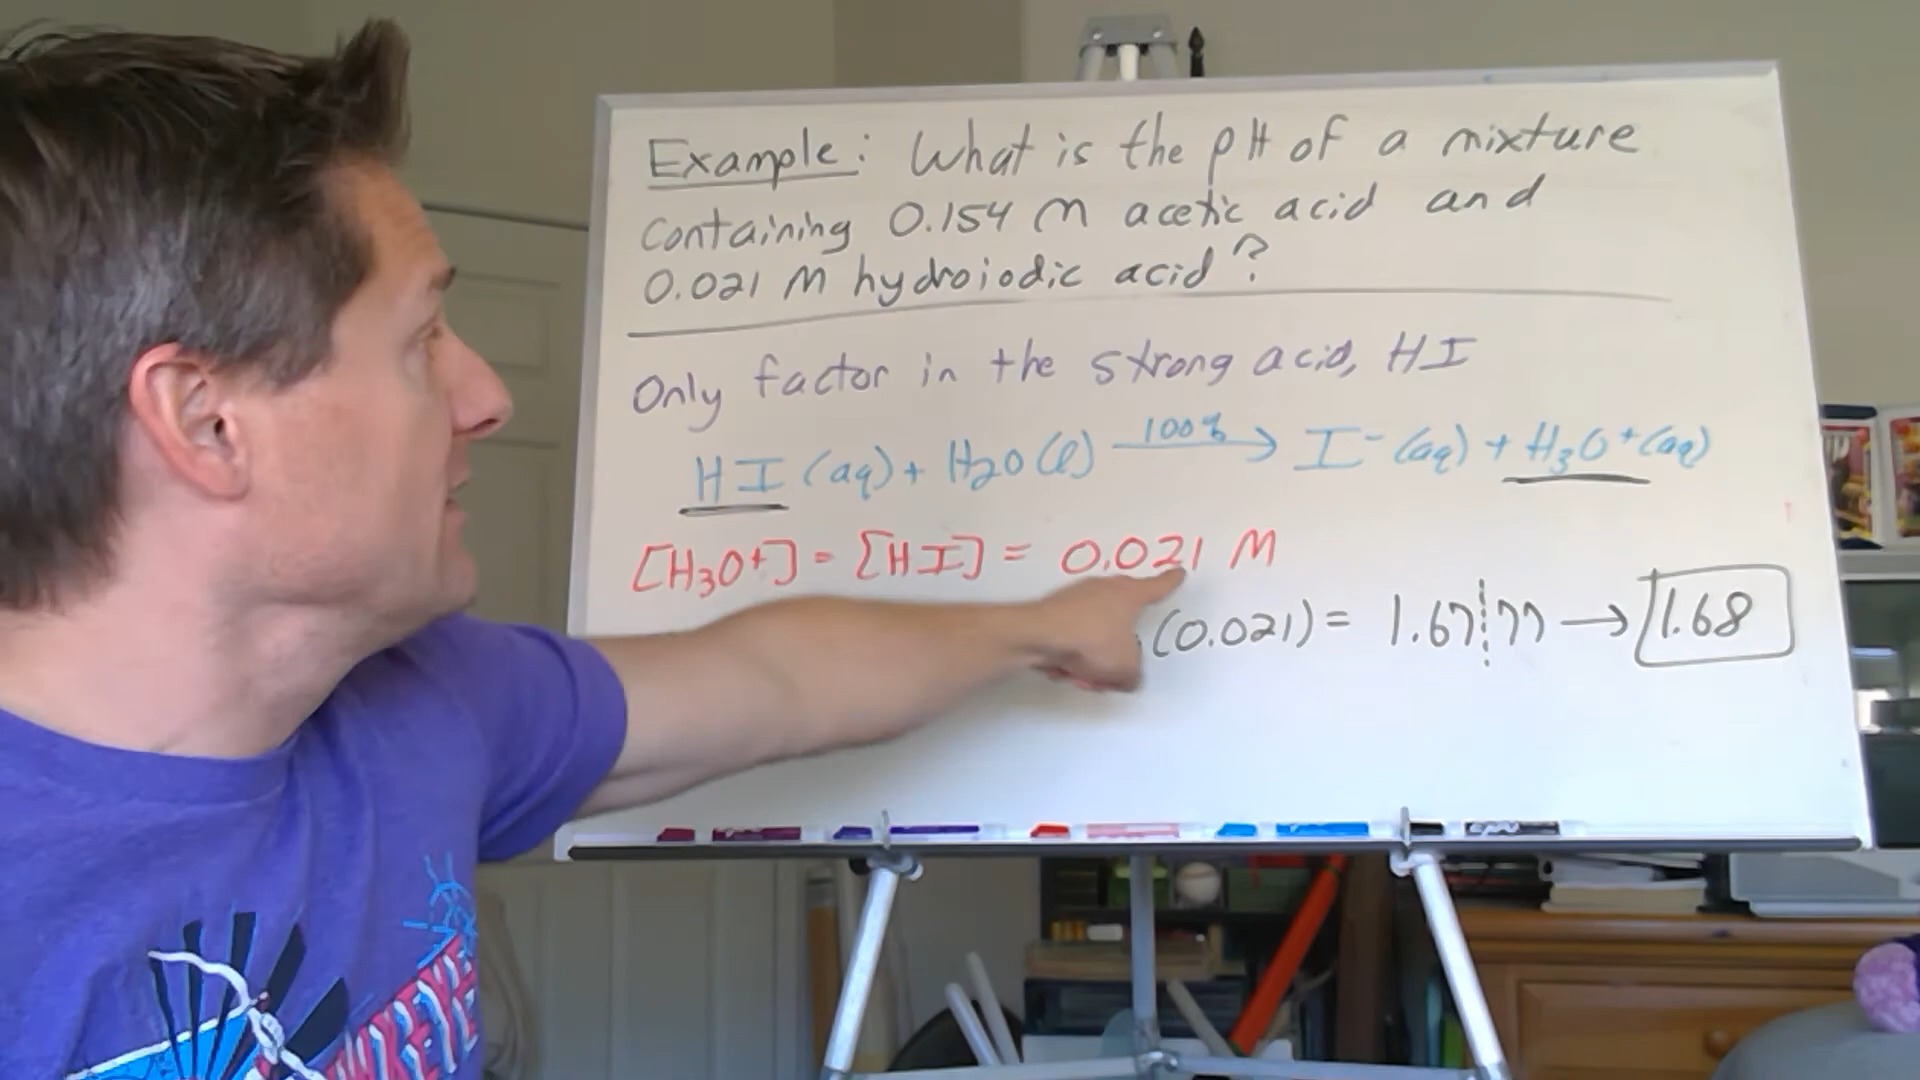 Example: What is the pH of a mixture
containing 0.154 M acetic acid and
0.021 M hydroiodic acid?
Only factor in the strong acid, HI
HI (aq) + H2O (l) 100%→ I⁻ (aq) + H3O⁺ (aq)
[H3O+] = [HI] = 0.021 M
(0.021) = 1.67¦77 → 1.68
HAWKEYE